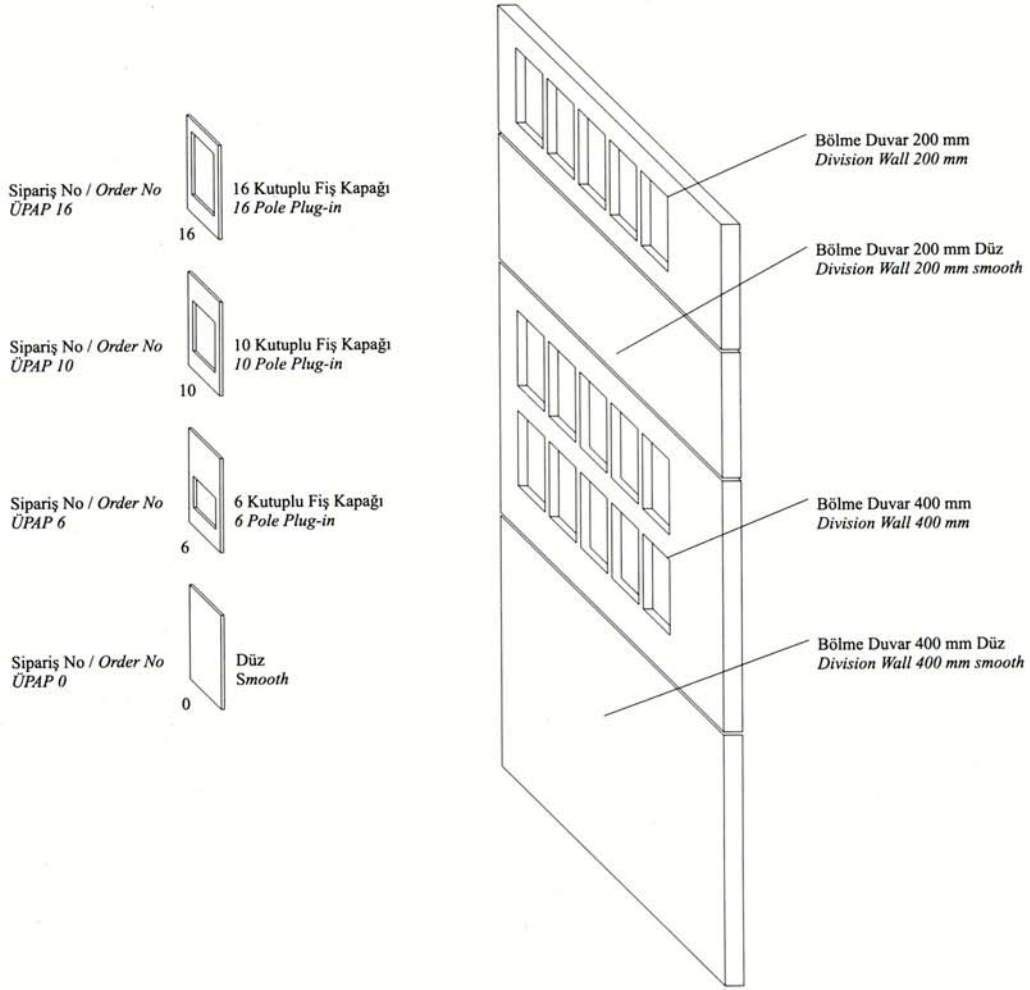 Sipariş No / Order No
ÜPAP 16
16
16 Kutuplu Fiş Kapağı
16 Pole Plug-in
Sipariş No / Order No
ÜPAP 10
10
10 Kutuplu Fiş Kapağı
10 Pole Plug-in
Sipariş No / Order No
ÜPAP 6
6
6 Kutuplu Fiş Kapağı
6 Pole Plug-in
Sipariş No / Order No
ÜPAP 0
0
Düz
Smooth
Bölme Duvar 200 mm
Division Wall 200 mm
Bölme Duvar 200 mm Düz
Division Wall 200 mm smooth
Bölme Duvar 400 mm
Division Wall 400 mm
Bölme Duvar 400 mm Düz
Division Wall 400 mm smooth